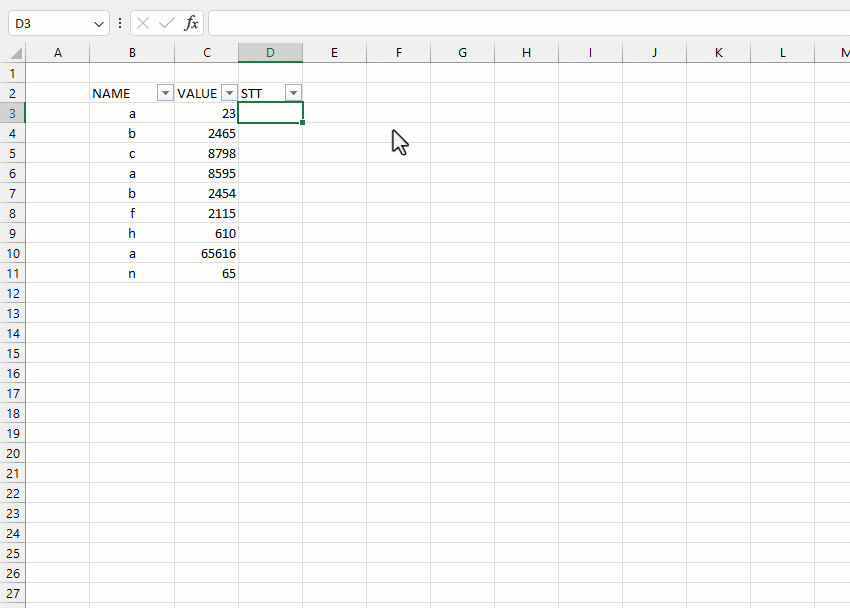 D3 fx
A B C D E F G H I J K L M
1
2 NAME VALUE STT
3 a 23
4 b 2465
5 c 8798
6 a 8595
7 b 2454
8 f 2115
9 h 610
10 a 65616
11 n 65
12
13
14
15
16
17
18
19
20
21
22
23
24
25
26
27